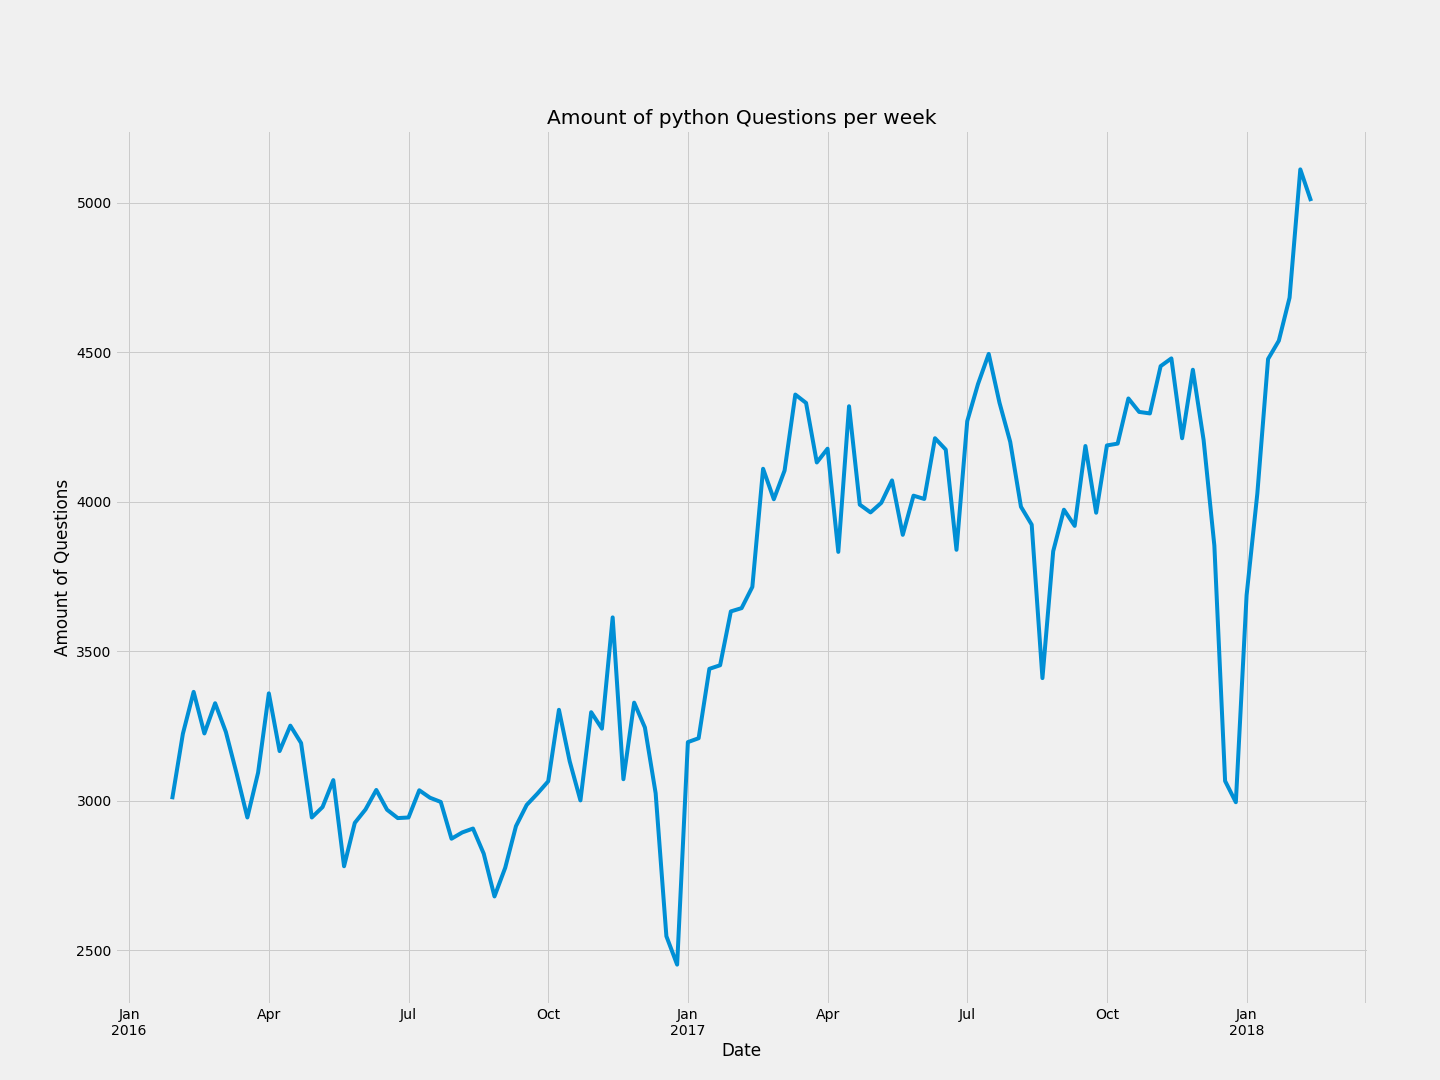 Amount of python Questions per week
5000
4500
4000
3500
3000
2500
Amount of Questions
Jan Apr Jul Oct Jan Apr Jul Oct Jan
2016 2017 2018
Date